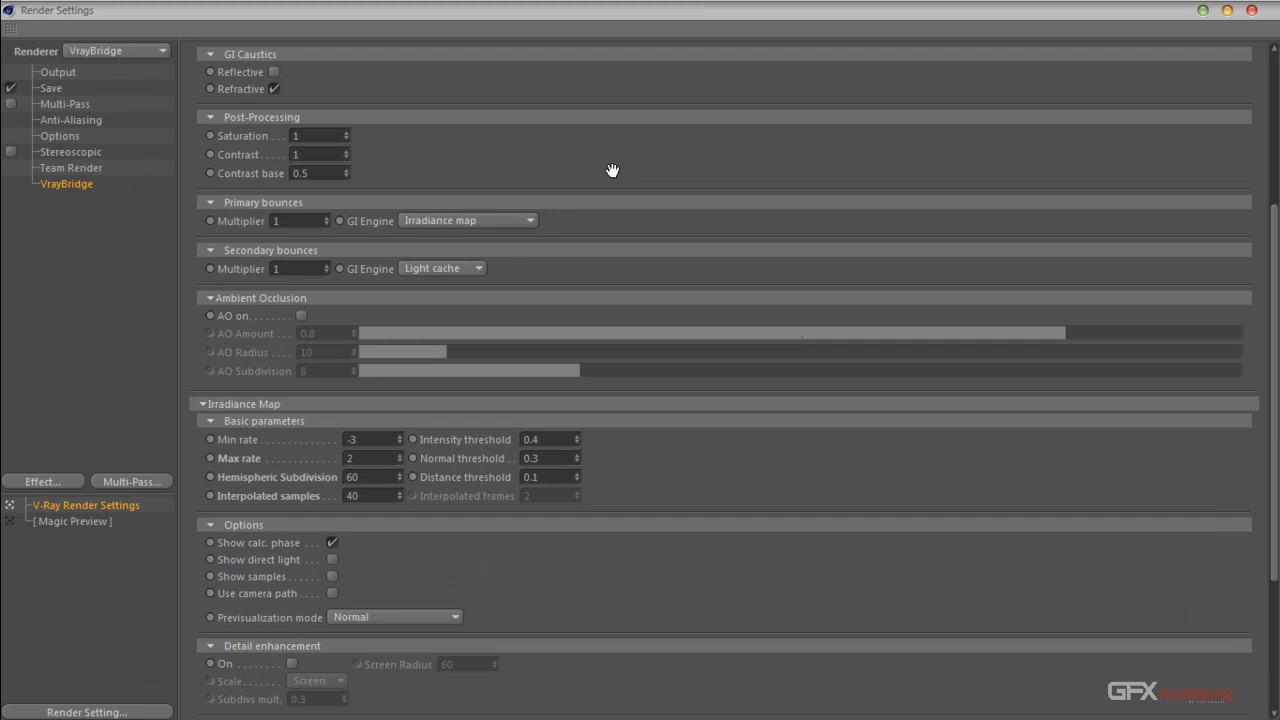 Render Settings
Renderer VrayBridge
Output
Save
Multi-Pass
Anti-Aliasing
Options
Stereoscopic
Team Render
VrayBridge
Effect... Multi-Pass...
V-Ray Render Settings
[ Magic Preview ]
Render Setting...
GI Caustics
Reflective
Refractive
Post-Processing
Saturation . . . 1
Contrast. . . . . 1
Contrast base 0.5
Primary bounces
Multiplier 1 GI Engine Irradiance map
Secondary bounces
Multiplier 1 GI Engine Light cache
Ambient Occlusion
AO on. . . . . . . .
AO Amount . . . 0.8
AO Radius . . . . 10
AO Subdivision 8
Irradiance Map
Basic parameters
Min rate . . . . . . . . . . . . . -3 Intensity threshold 0.4
Max rate . . . . . . . . . . . . 2 Normal threshold . . 0.3
Hemispheric Subdivision 60 Distance threshold 0.1
Interpolated samples . . . 40 Interpolated frames 2
Options
Show calc. phase . . .
Show direct light . . .
Show samples . . . . .
Use camera path . . . .
Previsualization mode Normal
Detail enhancement
On . . . . . . . . Screen Radius 60
Scale. . . . . . . Screen
Subdivs mult. 0.3
GFX Academy